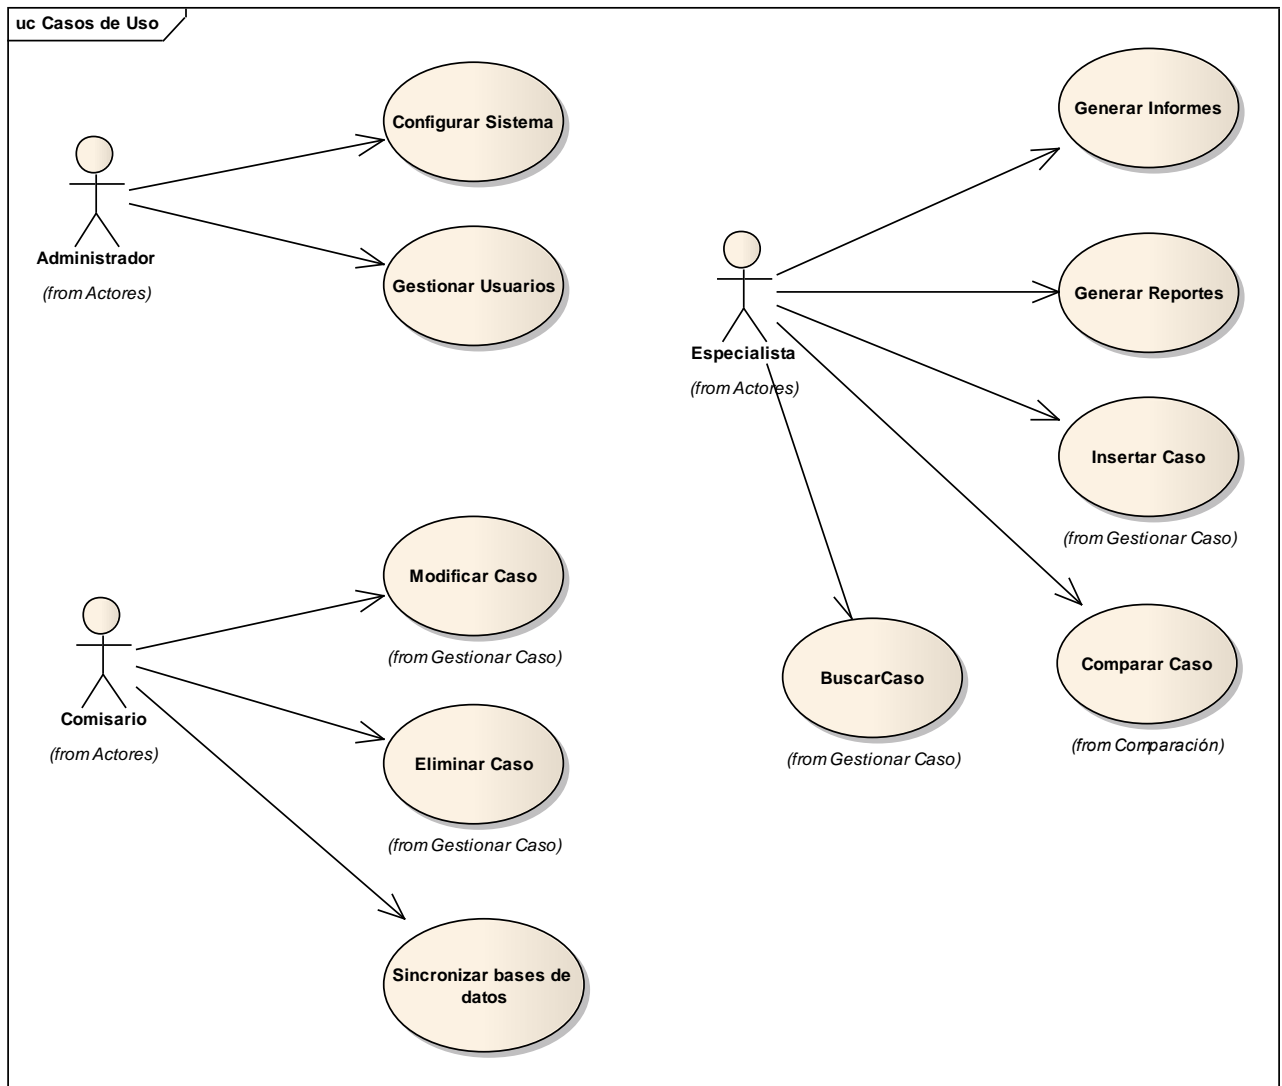 uc Casos de Uso
Configurar Sistema
Administrador
(from Actores)
Gestionar Usuarios
Generar Informes
Especialista
(from Actores)
Generar Reportes
Insertar Caso
(from Gestionar Caso)
Modificar Caso
(from Gestionar Caso)
Comisario
(from Actores)
Eliminar Caso
(from Gestionar Caso)
Sincronizar bases de
datos
BuscarCaso
(from Gestionar Caso)
Comparar Caso
(from Comparación)